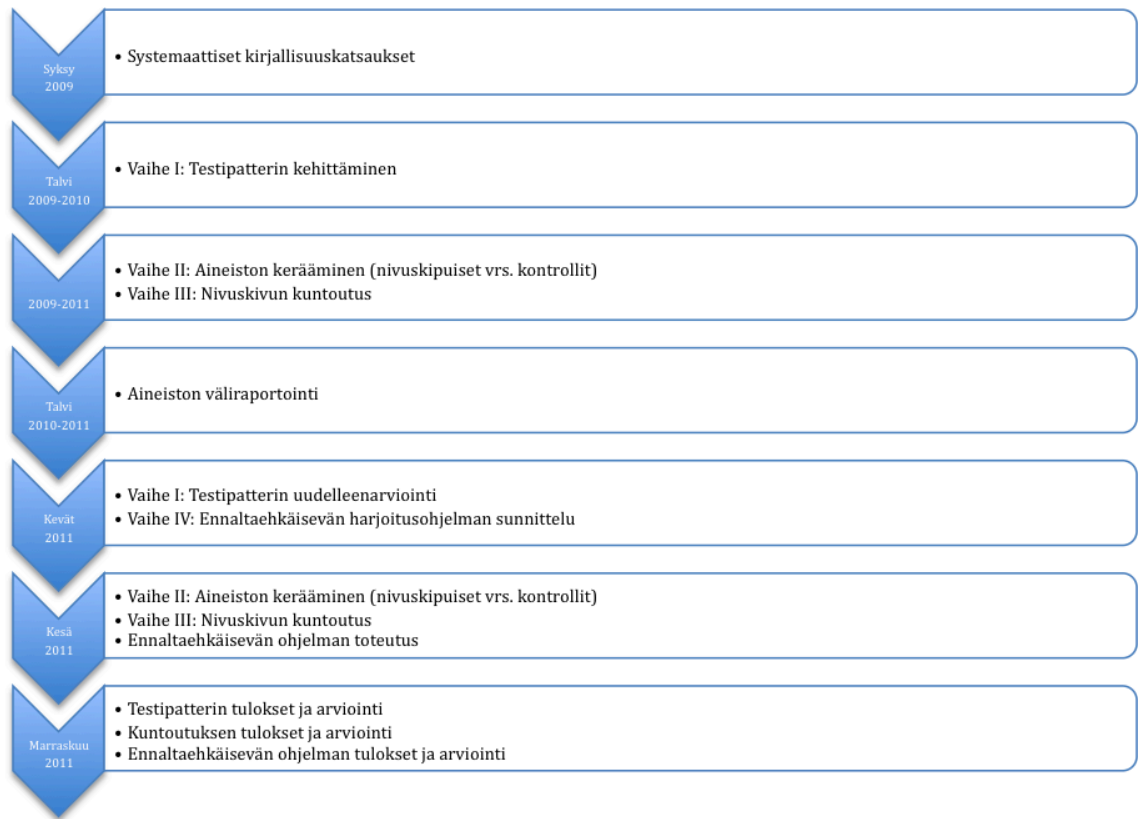 Syksy
2009
• Systemaattiset kirjallisuuskatsaukset
Talvi
2009-2010
• Vaihe I: Testipatterin kehittäminen
2009-2011
• Vaihe II: Aineiston kerääminen (nivuskipuiset vrs. kontrollit)
• Vaihe III: Nivuskivun kuntoutus
Talvi
2010-2011
• Aineiston väliraportointi
Kevät
2011
• Vaihe I: Testipatterin uudelleenarviointi
• Vaihe IV: Ennaltaehkäisevän harjoitusohjelman sunnittelu
Kesä
2011
• Vaihe II: Aineiston kerääminen (nivuskipuiset vrs. kontrollit)
• Vaihe III: Nivuskivun kuntoutus
• Ennaltaehkäisevän ohjelman toteutus
Marraskuu
2011
• Testipatterin tulokset ja arviointi
• Kuntoutuksen tulokset ja arviointi
• Ennaltaehkäisevän ohjelman tulokset ja arviointi